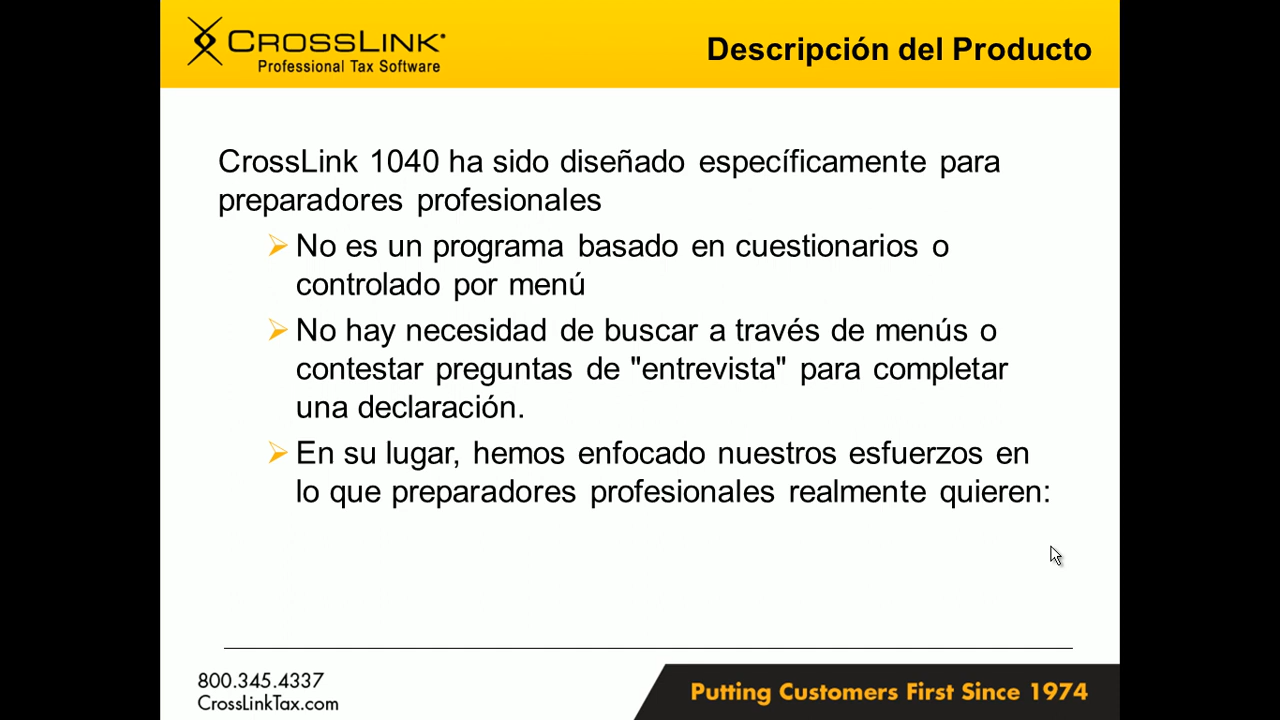 CROSSLINK®
Professional Tax Software
Descripción del Producto
CrossLink 1040 ha sido diseñado específicamente para
preparadores profesionales
No es un programa basado en cuestionarios o
controlado por menú
No hay necesidad de buscar a través de menús o
contestar preguntas de "entrevista" para completar
una declaración.
En su lugar, hemos enfocado nuestros esfuerzos en
lo que preparadores profesionales realmente quieren:
800.345.4337
CrossLinkTax.com
Putting Customers First Since 1974